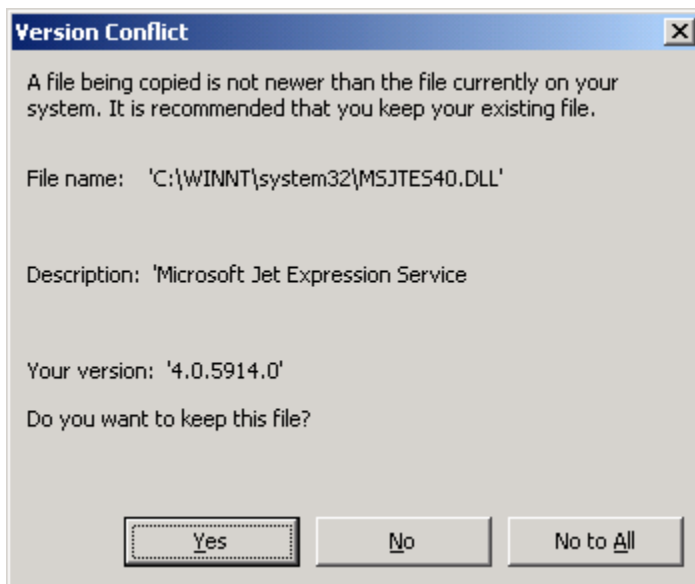 Version Conflict
A file being copied is not newer than the file currently on your
system. It is recommended that you keep your existing file.
File name: 'C:\WINNT\system32\MSJTES40.DLL'
Description: 'Microsoft Jet Expression Service
Your version: '4.0.5914.0'
Do you want to keep this file?
Yes No No to All